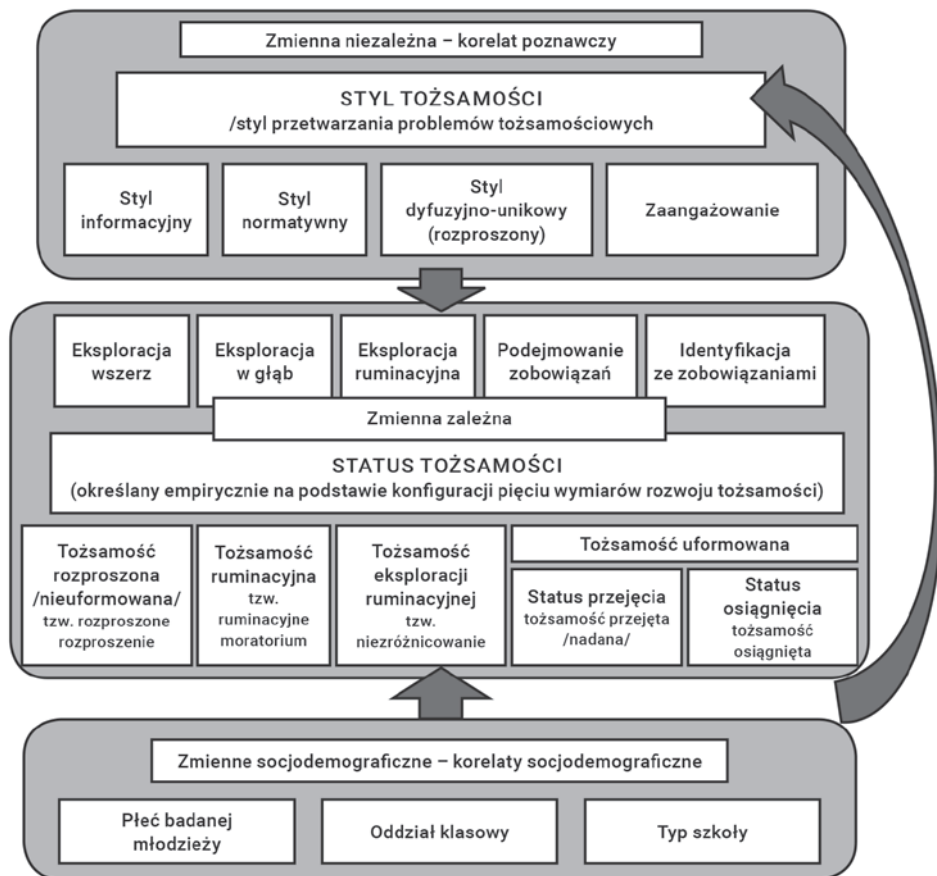 Zmienna niezależna – korelat poznawczy
STYL TOŻSAMOŚCI
/styl przetwarzania problemów tożsamościowych
Styl
informacyjny
Styl
normatywny
Styl
dyfuzyjno-unikowy
(rozproszony)
Zaangażowanie
Eksploracja
wszerz
Eksploracja
w głąb
Eksploracja
ruminacyjna
Podejmowanie
zobowiązań
Identyfikacja
ze zobowiązaniami
Zmienna zależna
STATUS TOŻSAMOŚCI
(określany empirycznie na podstawie konfiguracji pięciu wymiarów rozwoju tożsamości)
Tożsamość
rozproszona
/nieuformowana/
tzw. rozproszone
rozproszenie
Tożsamość
ruminacyjna
tzw.
ruminacyjne
moratorium
Tożsamość
eksploracji
ruminacyjnej
tzw.
niezróżnicowanie
Tożsamość uformowana
Status przejęcia
tożsamość przejęta
/nadana/
Status
osiągnięcia
tożsamość
osiągnięta
Zmienne socjodemograficzne – korelaty socjodemograficzne
Płeć badanej
młodzieży
Oddział klasowy
Typ szkoły